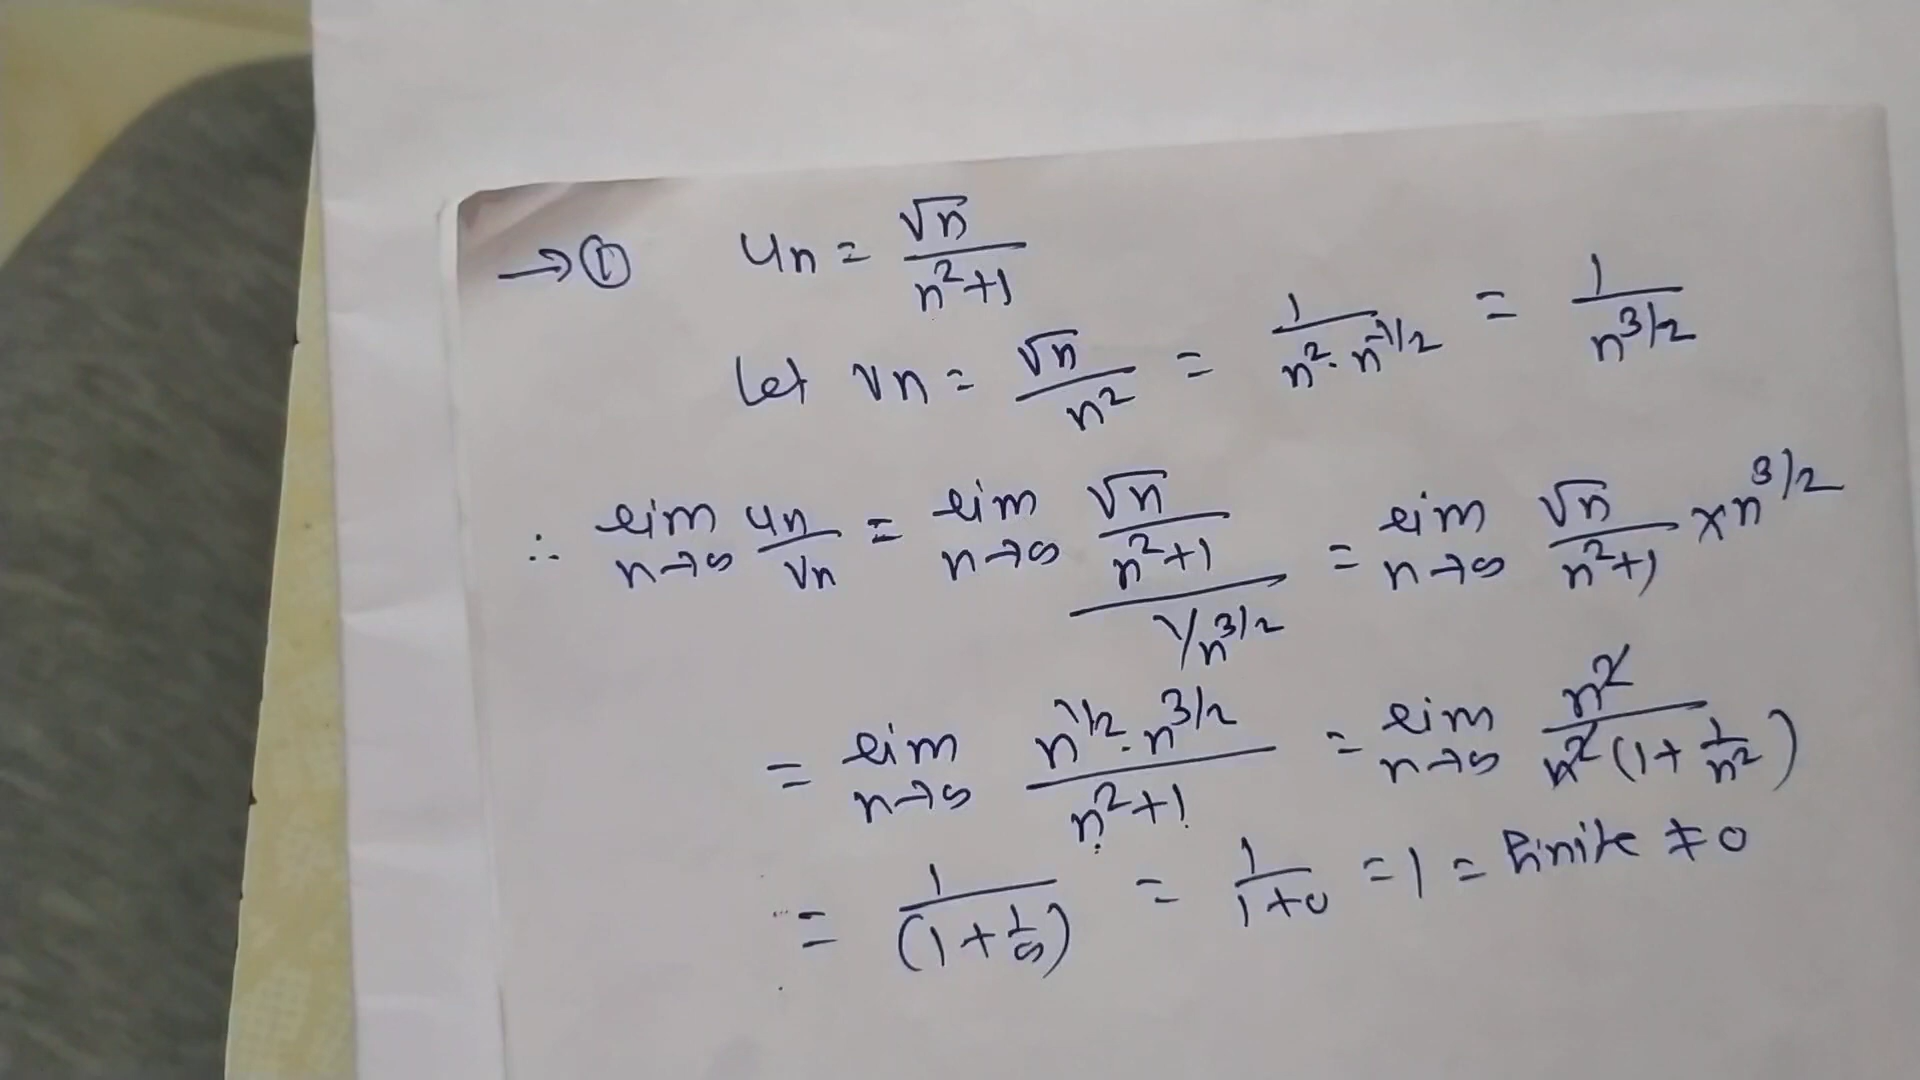 → ① un = √n / n²+1
Let vn = √n / n² = 1 / n²·n^-1/2 = 1 / n^3/2
∴ lim n→∞ un / vn = lim n→∞ √n / n²+1 / 1/n^3/2 = lim n→∞ √n / n²+1 × n^3/2
= lim n→∞ n^1/2 · n^3/2 / n²+1 = lim n→∞ n² / n²(1+ 1/n²)
= 1 / (1+ 1/∞) = 1 / 1+0 = 1 = Finite ≠ 0